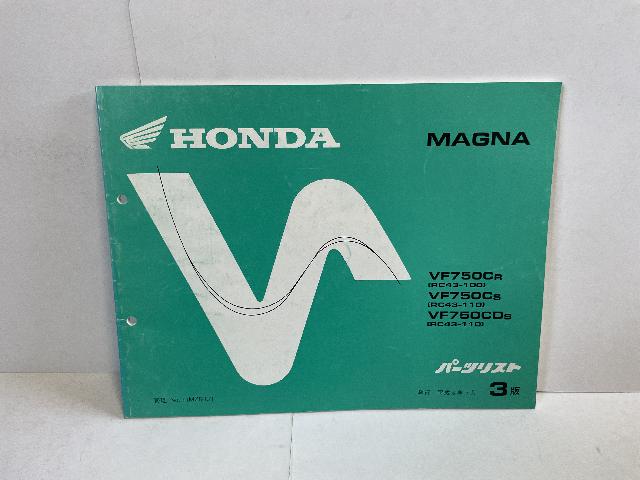 HONDA
MAGNA
VF750CR
(RC43-100)
VF750CS
(RC43-110)
VF750CDS
(RC43-110)
パーツリスト
3版